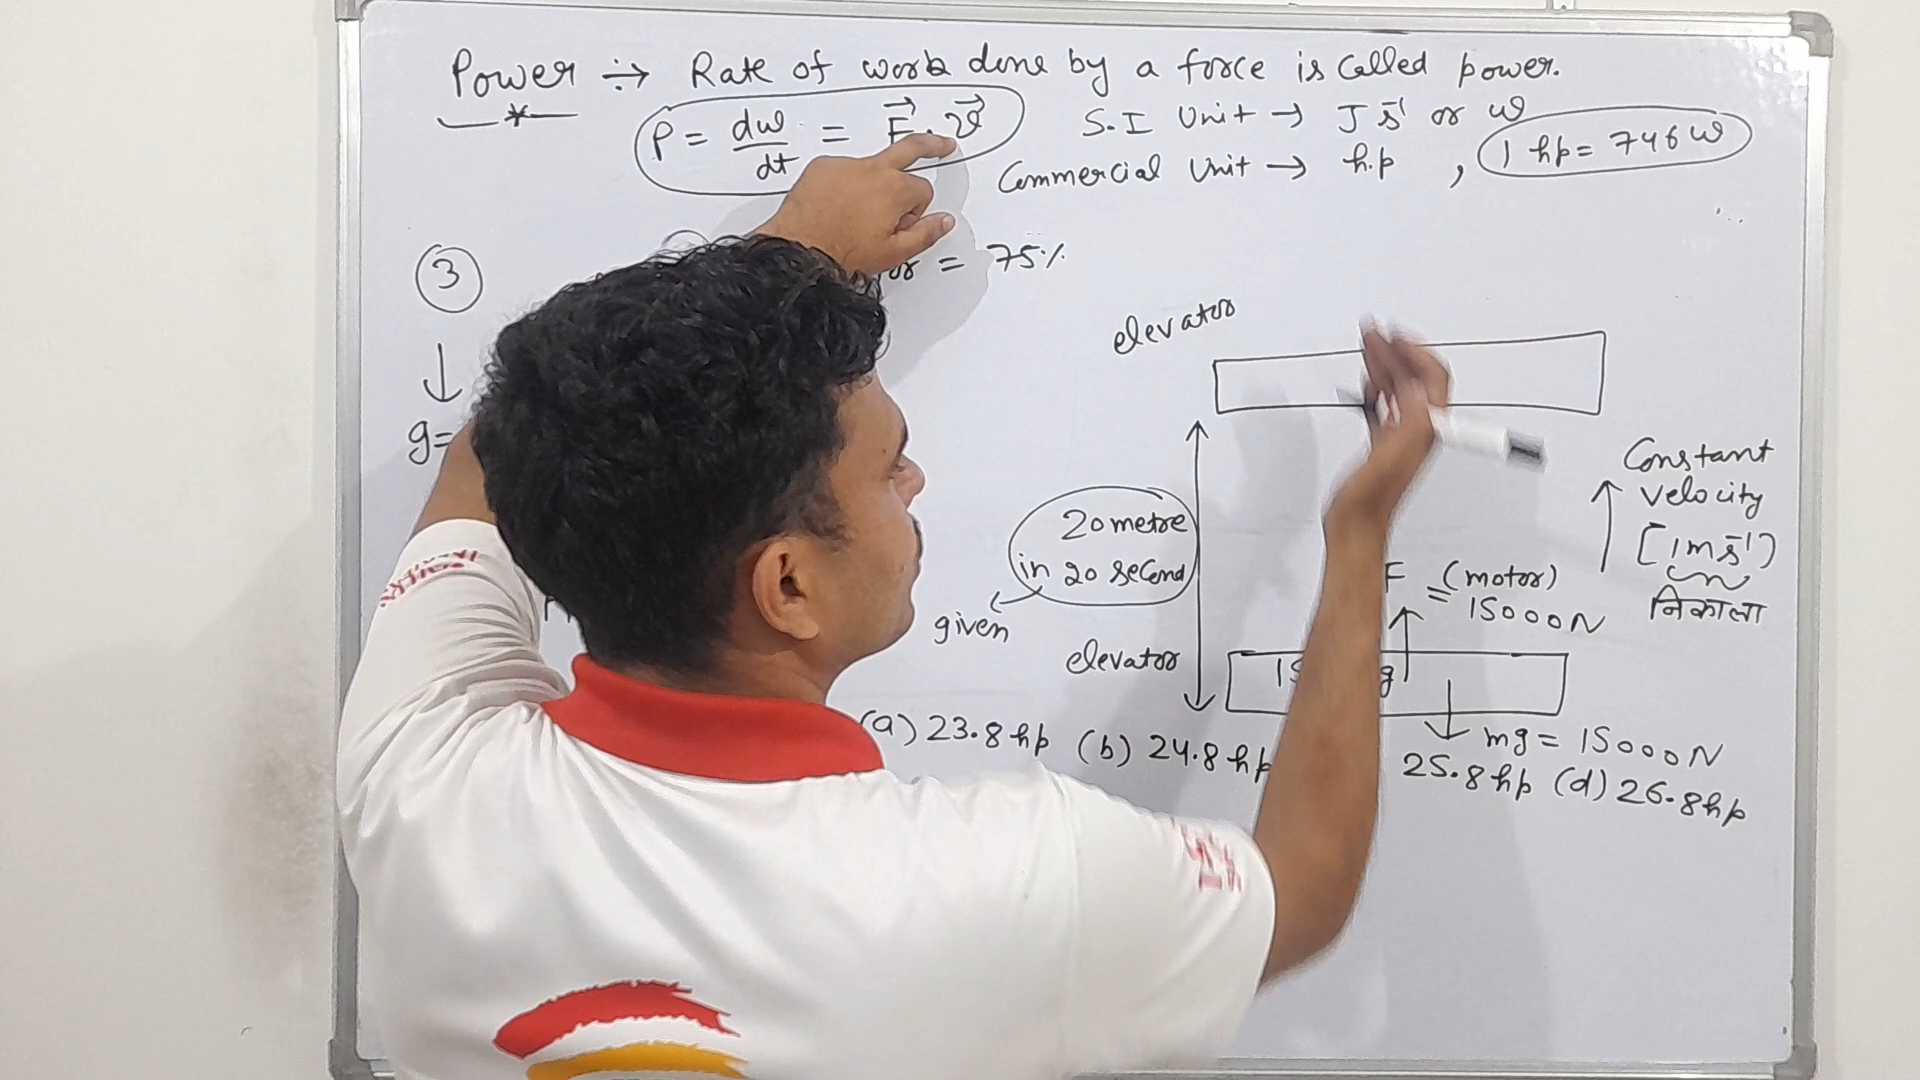 Power ÷→ Rate of work done by a force is called power.
P = dw/dt = F⃗ . v⃗
S.I Unit → J s⁻¹ or W
Commercial Unit → h.p , 1 hp = 746 W
3
= 75%
elevator
g=
Constant
velocity
[1ms⁻¹)
निकाला
20 metre
in 20 second
given
F (motor)
= 15000N
elevator
mg = 15000N
(a) 23.8 hp (b) 24.8 hp 25.8 hp (d) 26.8 hp